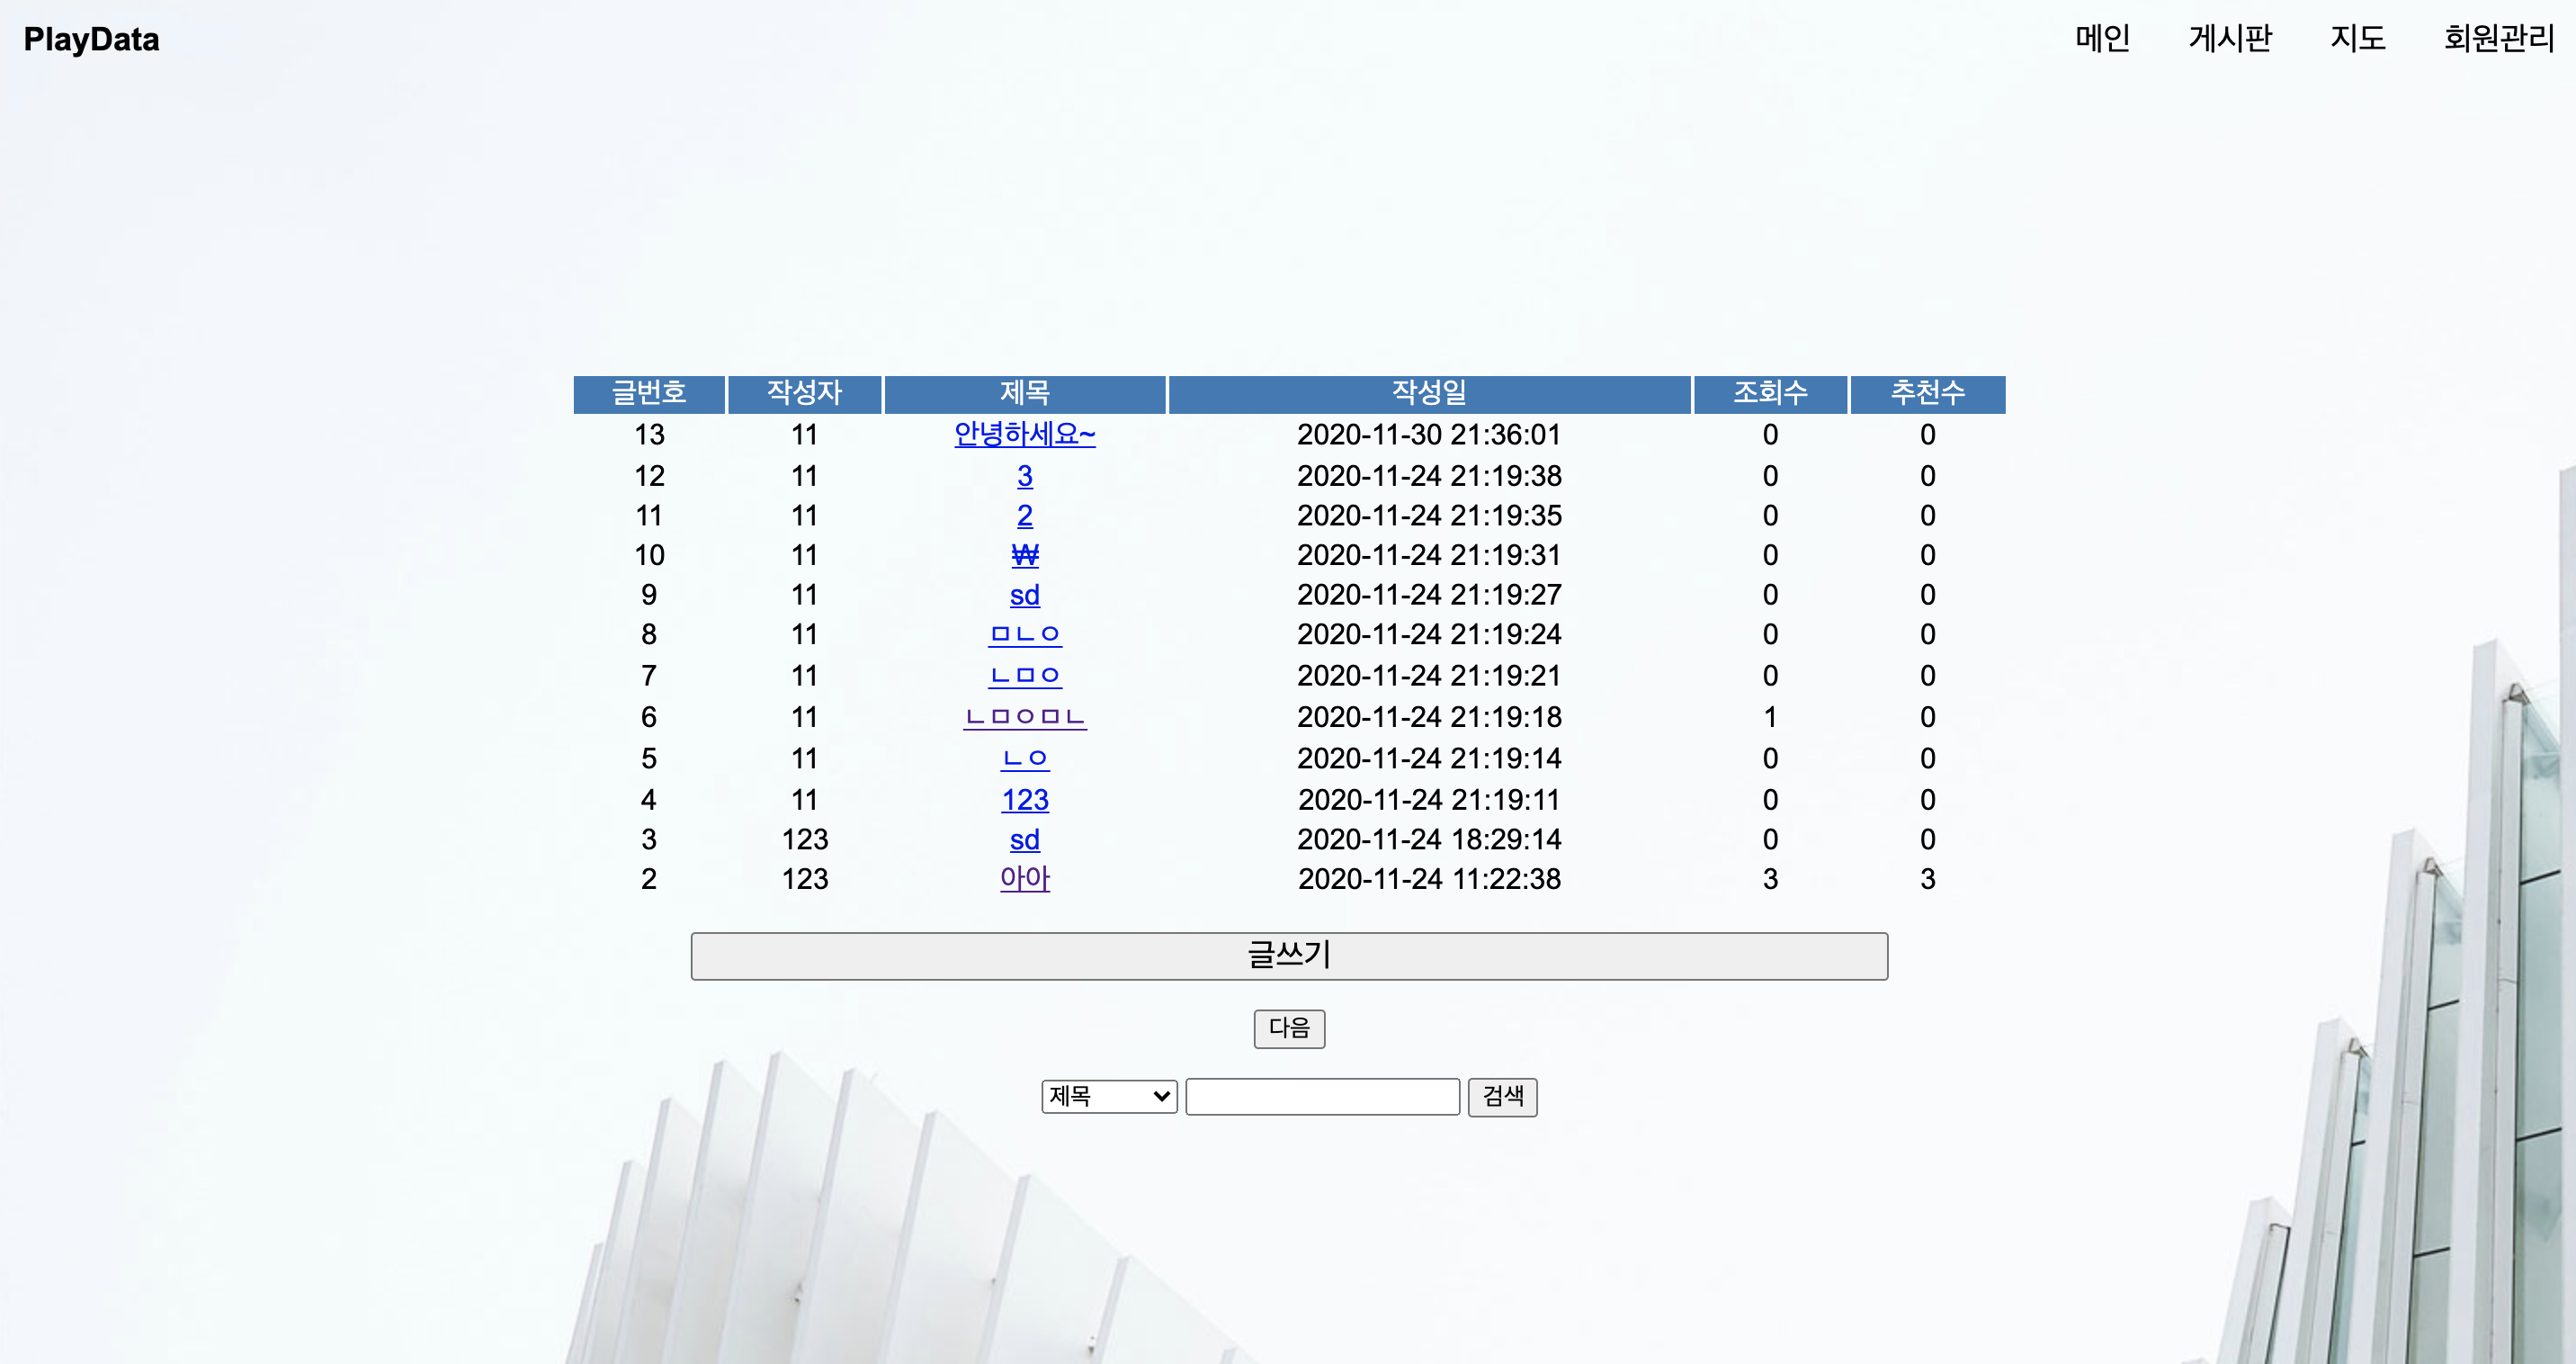 PlayData 메인 게시판 지도 회원관리
글번호 작성자 제목 작성일 조회수 추천수
13 11 안녕하세요~ 2020-11-30 21:36:01 0 0
12 11 3 2020-11-24 21:19:38 0 0
11 11 2 2020-11-24 21:19:35 0 0
10 11 ₩ 2020-11-24 21:19:31 0 0
9 11 sd 2020-11-24 21:19:27 0 0
8 11 ㅁㄴㅇ 2020-11-24 21:19:24 0 0
7 11 ㄴㅁㅇ 2020-11-24 21:19:21 0 0
6 11 ㄴㅁㅇㅁㄴ 2020-11-24 21:19:18 1 0
5 11 ㄴㅇ 2020-11-24 21:19:14 0 0
4 11 123 2020-11-24 21:19:11 0 0
3 123 sd 2020-11-24 18:29:14 0 0
2 123 아아 2020-11-24 11:22:38 3 3
글쓰기
다음
제목 검색